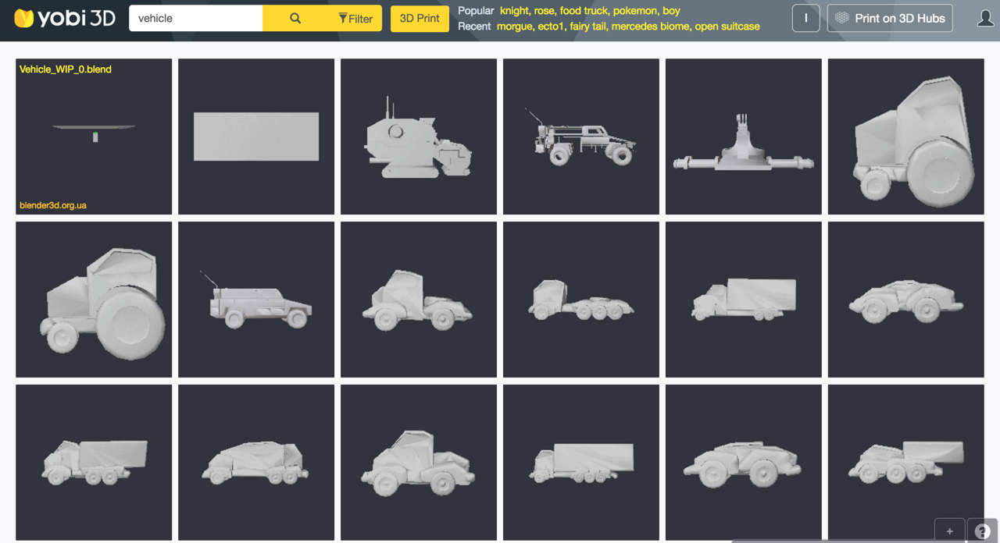 yobi 3D
vehicle
Filter
3D Print
Popular knight, rose, food truck, pokemon, boy
Recent morgue, ecto1, fairy tail, mercedes biome, open suitcase
I
Print on 3D Hubs
Vehicle_WIP_0.blend
blender3d.org.ua
+
?